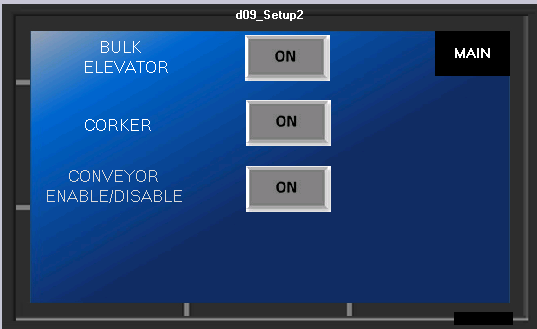 d09_Setup2
BULK
ELEVATOR
ON
MAIN
CORKER
ON
CONVEYOR
ENABLE/DISABLE
ON